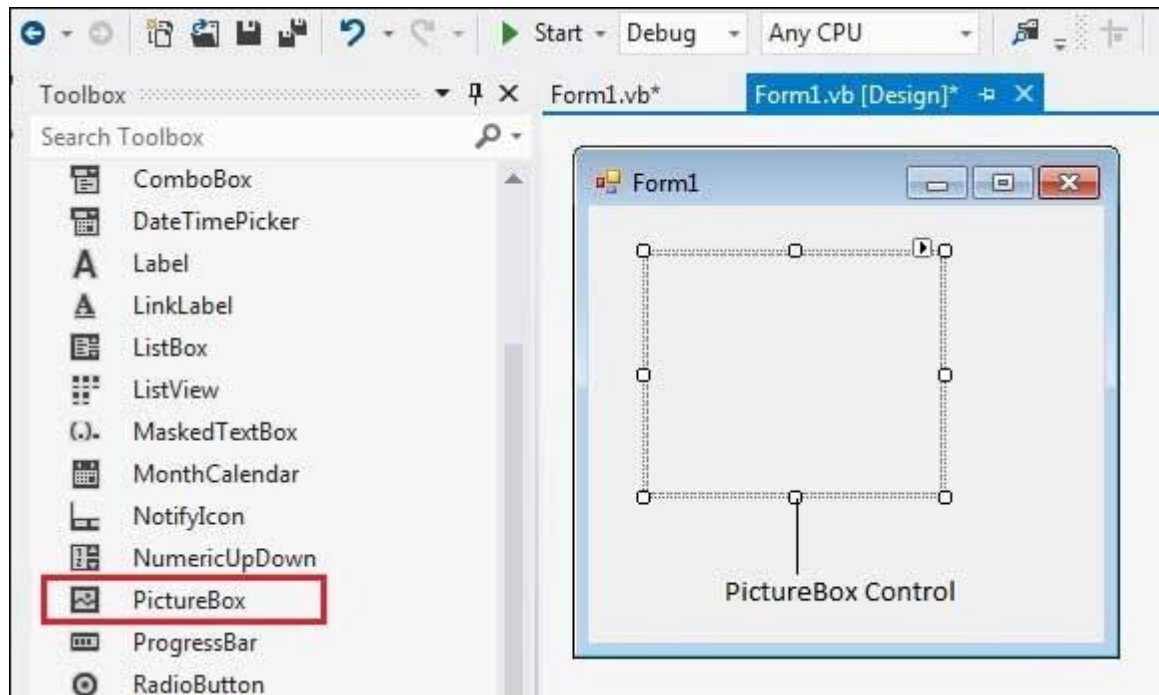 Start Debug Any CPU
Toolbox
Form1.vb* Form1.vb [Design]*
Search Toolbox
ComboBox
DateTimePicker
Label
LinkLabel
ListBox
ListView
MaskedTextBox
MonthCalendar
NotifyIcon
NumericUpDown
PictureBox
ProgressBar
RadioButton
Form1
PictureBox Control